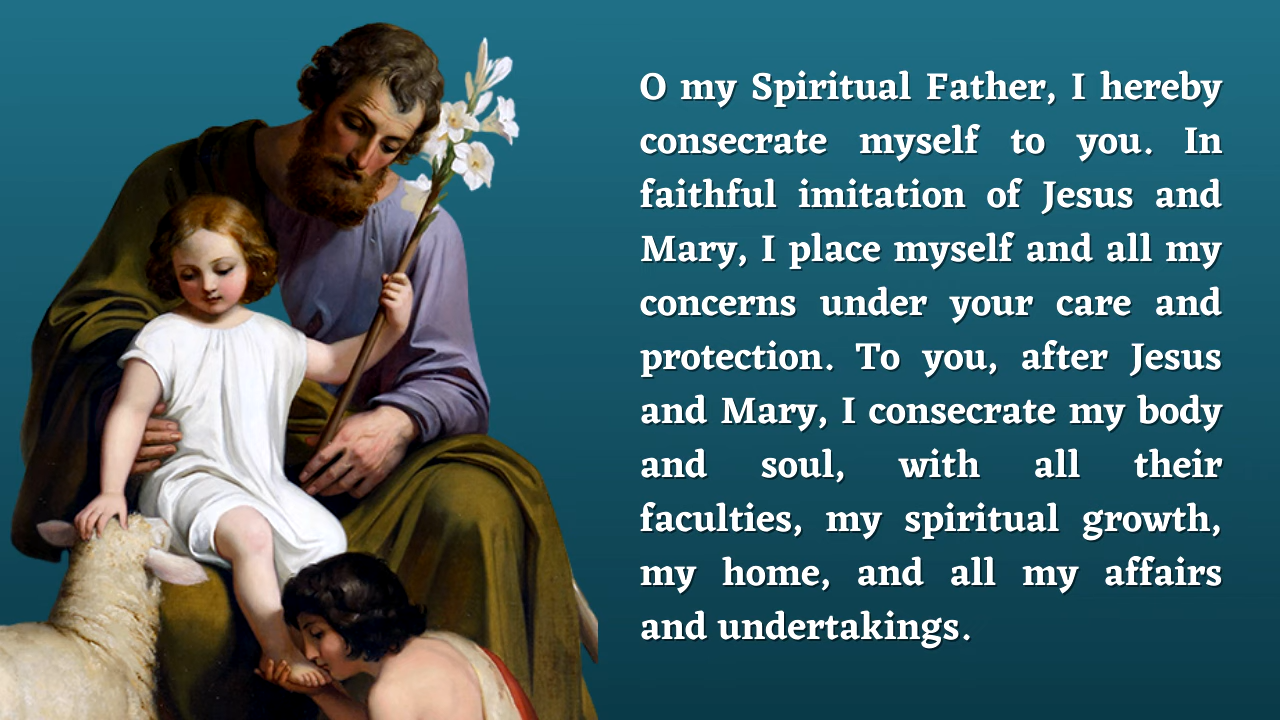 O my Spiritual Father, I hereby
consecrate myself to you. In
faithful imitation of Jesus and
Mary, I place myself and all my
concerns under your care and
protection. To you, after Jesus
and Mary, I consecrate my body
and soul, with all their
faculties, my spiritual growth,
my home, and all my affairs
and undertakings.